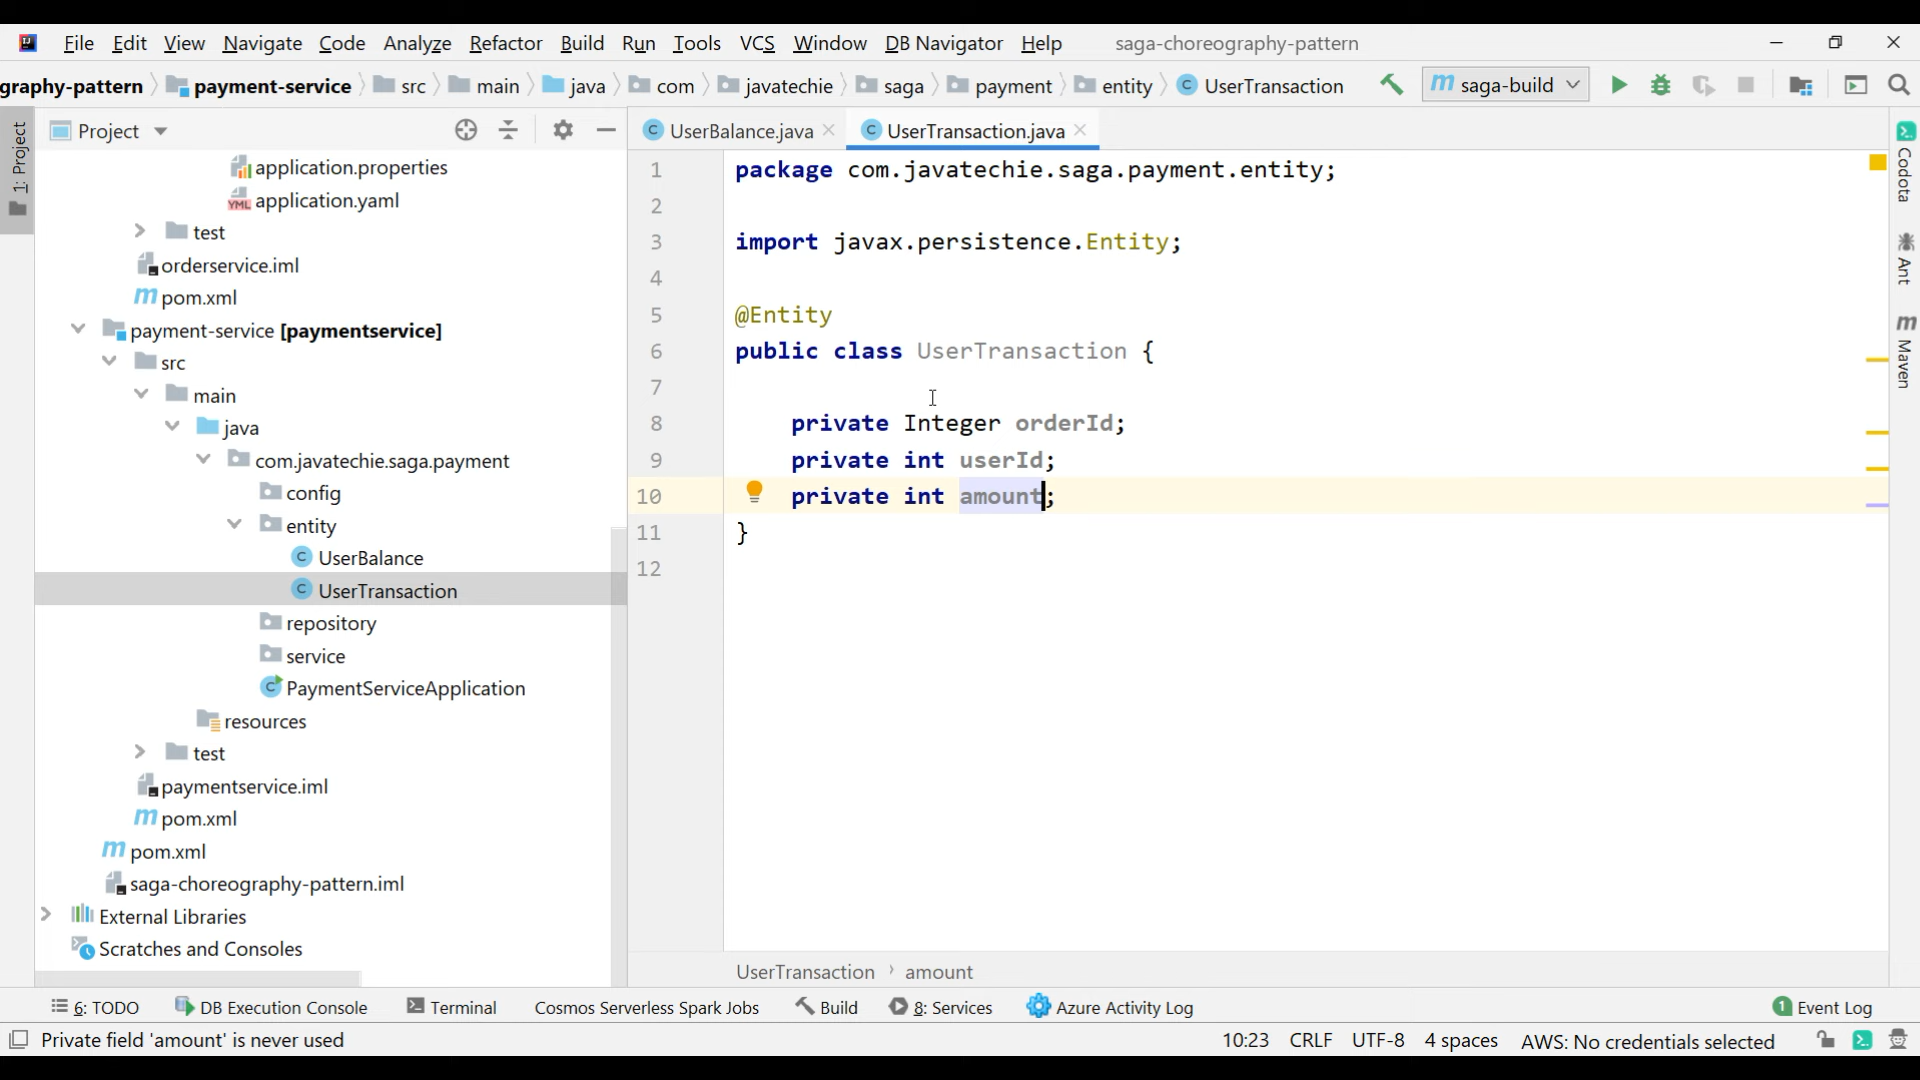 File Edit View Navigate Code Analyze Refactor Build Run Tools VCS Window DB Navigator Help saga-choreography-pattern
graphy-pattern payment-service src main java com javatechie saga payment entity UserTransaction saga-build
Project
UserBalance.java UserTransaction.java
1: Project
application.properties
application.yaml
test
orderservice.iml
pom.xml
payment-service [paymentservice]
src
main
java
com.javatechie.saga.payment
config
entity
UserBalance
UserTransaction
repository
service
PaymentServiceApplication
resources
test
paymentservice.iml
pom.xml
pom.xml
saga-choreography-pattern.iml
External Libraries
Scratches and Consoles
1 package com.javatechie.saga.payment.entity;
2
3 import javax.persistence.Entity;
4
5 @Entity
6 public class UserTransaction {
7
8 private Integer orderId;
9 private int userId;
10 private int amount;
11 }
12
UserTransaction › amount
Codota
Ant
Maven
6: TODO DB Execution Console Terminal Cosmos Serverless Spark Jobs Build 8: Services Azure Activity Log 1 Event Log
Private field 'amount' is never used 10:23 CRLF UTF-8 4 spaces AWS: No credentials selected